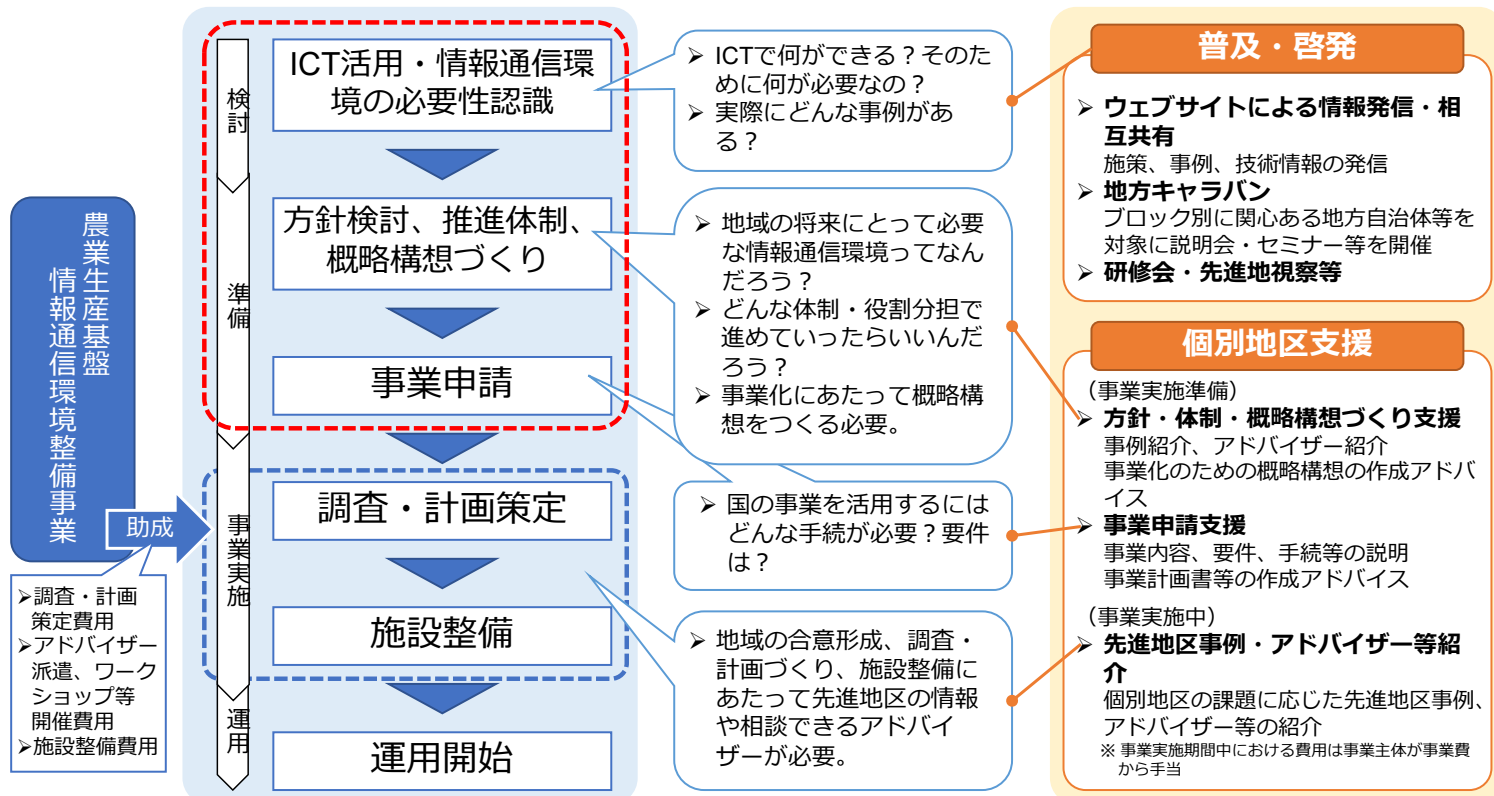 農業生産基盤
情報通信環境整備事業
助成
➢調査・計画
策定費用
➢アドバイザー
派遣、ワーク
ショップ等
開催費用
➢施設整備費用
検討
準備
事業実施
運用
ICT活用・情報通信環
境の必要性認識
方針検討、推進体制、
概略構想づくり
事業申請
調査・計画策定
施設整備
運用開始
➢ ICTで何ができる？そのた
めに何が必要なの？
➢ 実際にどんな事例があ
る？
➢ 地域の将来にとって必要
な情報通信環境ってなん
だろう？
➢ どんな体制・役割分担で
進めていったらいいんだ
ろう？
➢ 事業化にあたって概略構
想をつくる必要。
➢ 国の事業を活用するには
どんな手続が必要？要件
は？
➢ 地域の合意形成、調査・
計画づくり、施設整備に
あたって先進地区の情報
や相談できるアドバイ
ザーが必要。
普及・啓発
➢ ウェブサイトによる情報発信・相
互共有
施策、事例、技術情報の発信
➢ 地方キャラバン
ブロック別に関心ある地方自治体等を
対象に説明会・セミナー等を開催
➢ 研修会・先進地視察等
個別地区支援
（事業実施準備）
➢ 方針・体制・概略構想づくり支援
事例紹介、アドバイザー紹介
事業化のための概略構想の作成アドバ
イス
➢ 事業申請支援
事業内容、要件、手続等の説明
事業計画書等の作成アドバイス
（事業実施中）
➢ 先進地区事例・アドバイザー等紹
介
個別地区の課題に応じた先進地区事例、
アドバイザー等の紹介
※ 事業実施期間中における費用は事業主体が事業費
から手当